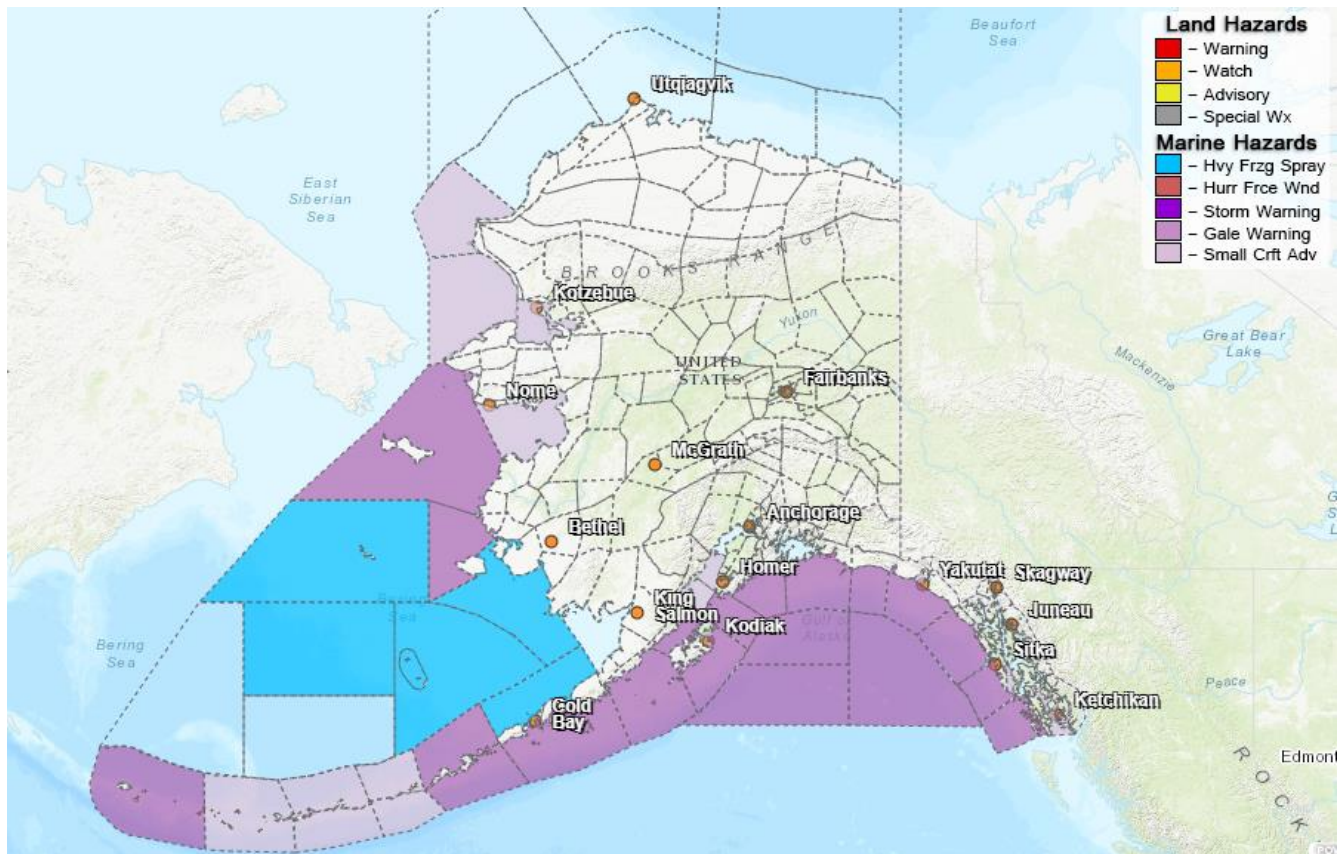 Land Hazards
– Warning
– Watch
– Advisory
– Special Wx
Marine Hazards
– Hvy Frzg Spray
– Hurr Frce Wnd
– Storm Warning
– Gale Warning
– Small Crft Adv
Beaufort
Sea
Utqiagvik
East
Siberian
Sea
BROOKS RANGE
Kotzebue
Yukon
Great Bear
Lake
UNITED
STATES
Mackenzie
Fairbanks
Nome
McGrath
Anchorage
Bethel
Homer
Yakutat
Skagway
King
Salmon
Juneau
Kodiak
Gulf of
Alaska
Bering
Sea
Sitka
Peace
Ketchikan
Cold
Bay
Edmont
ROCK